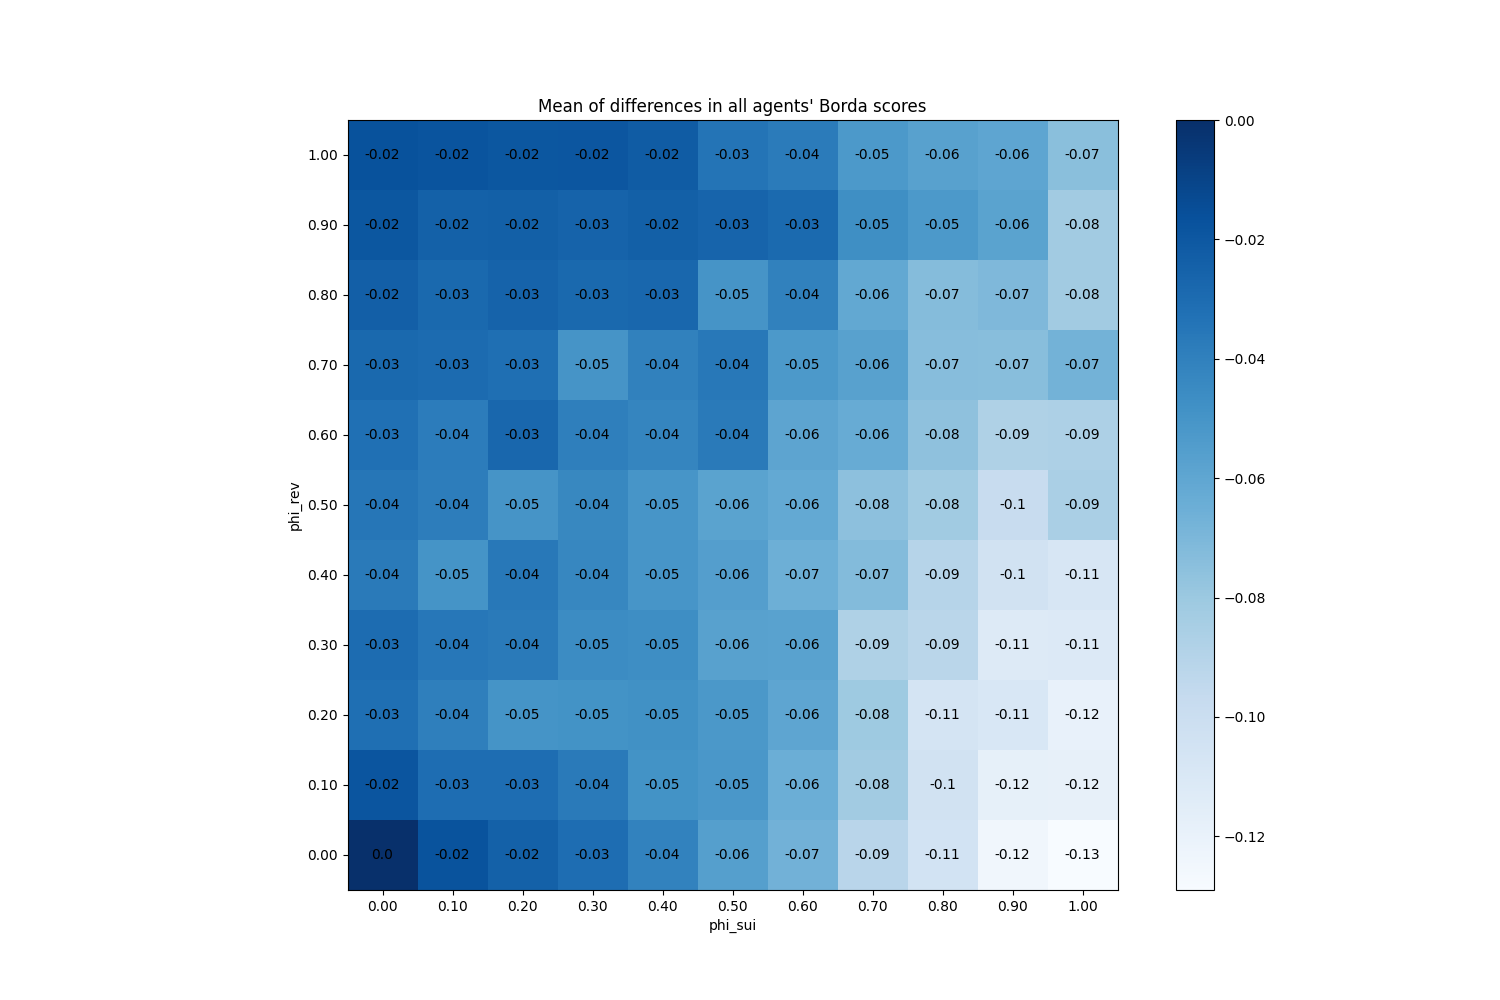 Mean of differences in all agents' Borda scores
1.00 -0.02 -0.02 -0.02 -0.02 -0.02 -0.03 -0.04 -0.05 -0.06 -0.06 -0.07
0.90 -0.02 -0.02 -0.02 -0.03 -0.02 -0.03 -0.03 -0.05 -0.05 -0.06 -0.08
0.80 -0.02 -0.03 -0.03 -0.03 -0.03 -0.05 -0.04 -0.06 -0.07 -0.07 -0.08
0.70 -0.03 -0.03 -0.03 -0.05 -0.04 -0.04 -0.05 -0.06 -0.07 -0.07 -0.07
0.60 -0.03 -0.04 -0.03 -0.04 -0.04 -0.04 -0.06 -0.06 -0.08 -0.09 -0.09
phi_rev
0.50 -0.04 -0.04 -0.05 -0.04 -0.05 -0.06 -0.06 -0.08 -0.08 -0.1 -0.09
0.40 -0.04 -0.05 -0.04 -0.04 -0.05 -0.06 -0.07 -0.07 -0.09 -0.1 -0.11
0.30 -0.03 -0.04 -0.04 -0.05 -0.05 -0.06 -0.06 -0.09 -0.09 -0.11 -0.11
0.20 -0.03 -0.04 -0.05 -0.05 -0.05 -0.05 -0.06 -0.08 -0.11 -0.11 -0.12
0.10 -0.02 -0.03 -0.03 -0.04 -0.05 -0.05 -0.06 -0.08 -0.1 -0.12 -0.12
0.00 0.0 -0.02 -0.02 -0.03 -0.04 -0.06 -0.07 -0.09 -0.11 -0.12 -0.13
0.00 0.10 0.20 0.30 0.40 0.50 0.60 0.70 0.80 0.90 1.00
phi_sui
0.00
−0.02
−0.04
−0.06
−0.08
−0.10
−0.12